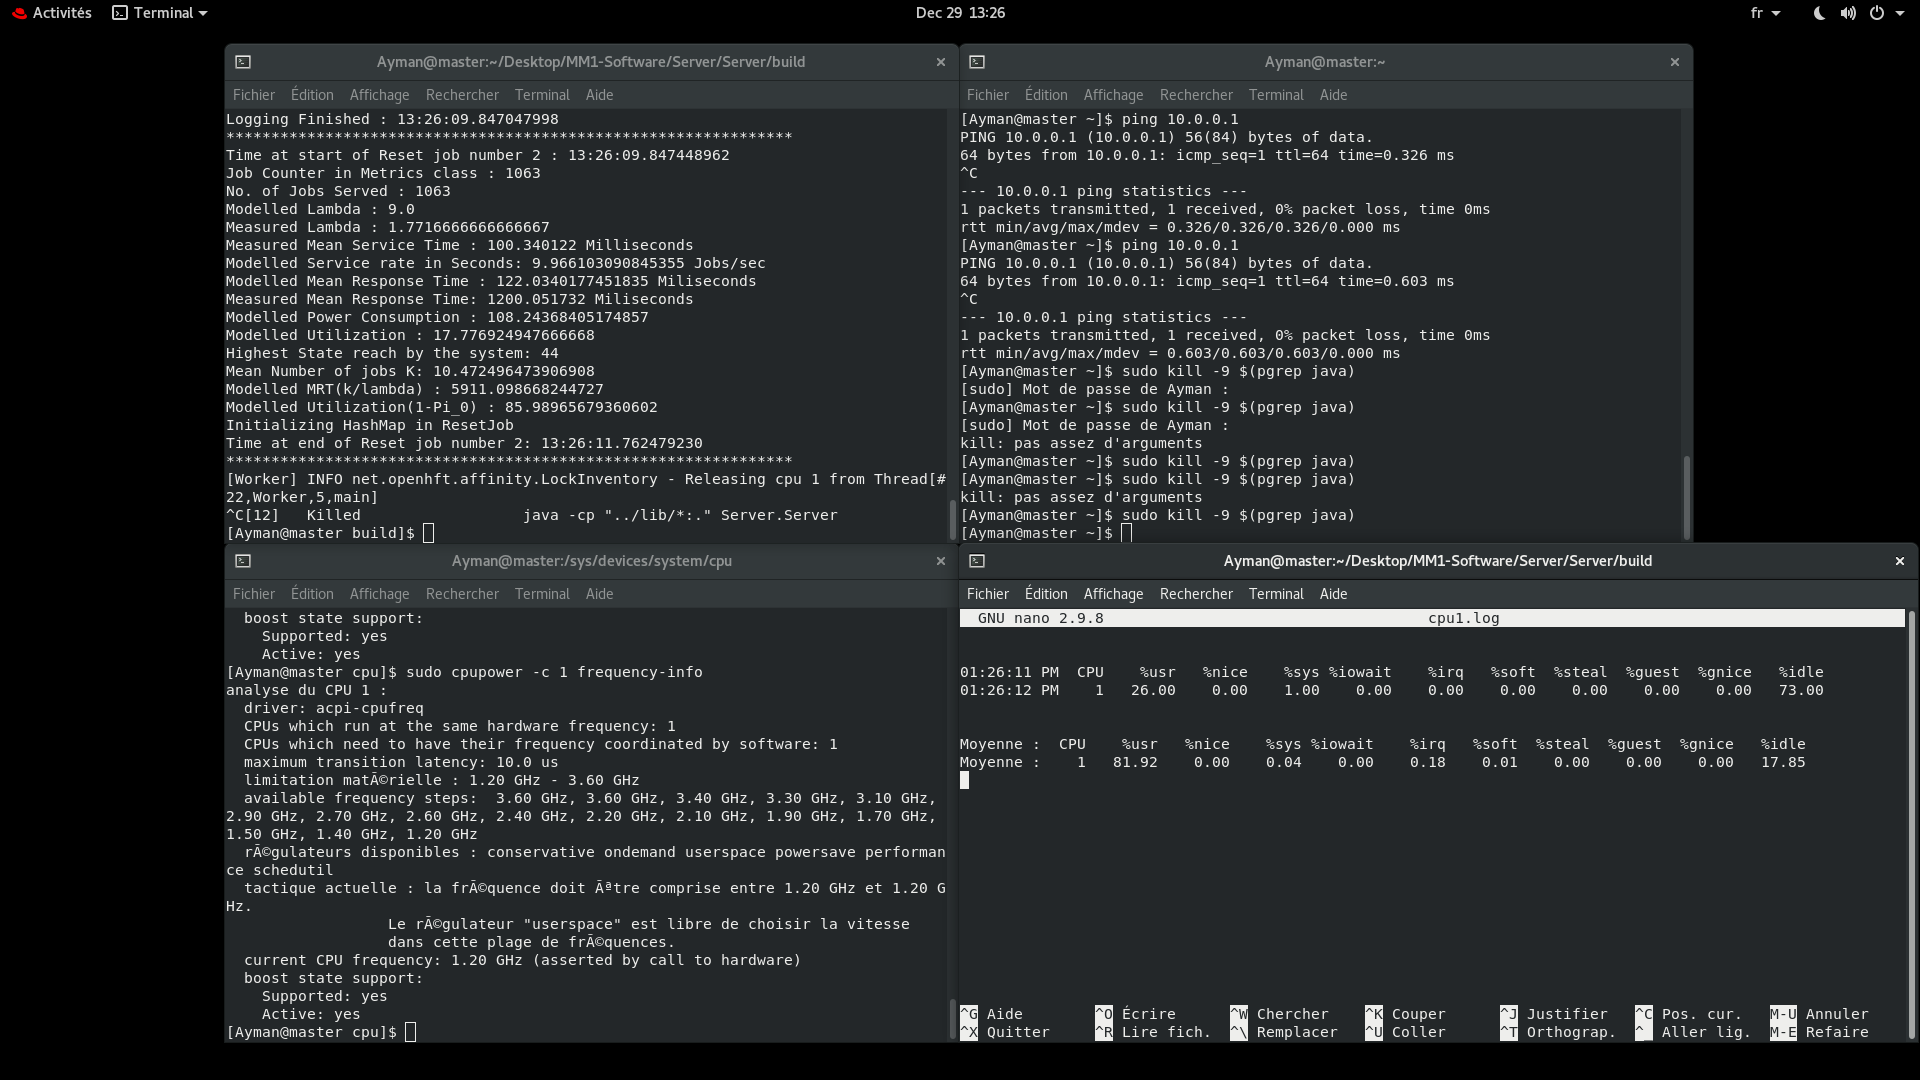 Activités Terminal Dec 29 13:26 fr
Ayman@master:~/Desktop/MM1-Software/Server/Server/build
Fichier Édition Affichage Rechercher Terminal Aide
Logging Finished : 13:26:09.847047998
***************************************************************
Time at start of Reset job number 2 : 13:26:09.847448962
Job Counter in Metrics class : 1063
No. of Jobs Served : 1063
Modelled Lambda : 9.0
Measured Lambda : 1.7716666666666667
Measured Mean Service Time : 100.340122 Milliseconds
Modelled Service rate in Seconds: 9.966103090845355 Jobs/sec
Modelled Mean Response Time : 122.0340177451835 Miliseconds
Measured Mean Response Time: 1200.051732 Miliseconds
Modelled Power Consumption : 108.24368405174857
Modelled Utilization : 17.776924947666668
Highest State reach by the system: 44
Mean Number of jobs K: 10.472496473906908
Modelled MRT(k/lambda) : 5911.098668244727
Modelled Utilization(1-Pi_0) : 85.98965679360602
Initializing HashMap in ResetJob
Time at end of Reset job number 2: 13:26:11.762479230
***************************************************************
[Worker] INFO net.openhft.affinity.LockInventory - Releasing cpu 1 from Thread[#
22,Worker,5,main]
^C[12]   Killed                  java -cp "../lib/*:." Server.Server
[Ayman@master build]$
Ayman@master:~
Fichier Édition Affichage Rechercher Terminal Aide
[Ayman@master ~]$ ping 10.0.0.1
PING 10.0.0.1 (10.0.0.1) 56(84) bytes of data.
64 bytes from 10.0.0.1: icmp_seq=1 ttl=64 time=0.326 ms
^C
--- 10.0.0.1 ping statistics ---
1 packets transmitted, 1 received, 0% packet loss, time 0ms
rtt min/avg/max/mdev = 0.326/0.326/0.326/0.000 ms
[Ayman@master ~]$ ping 10.0.0.1
PING 10.0.0.1 (10.0.0.1) 56(84) bytes of data.
64 bytes from 10.0.0.1: icmp_seq=1 ttl=64 time=0.603 ms
^C
--- 10.0.0.1 ping statistics ---
1 packets transmitted, 1 received, 0% packet loss, time 0ms
rtt min/avg/max/mdev = 0.603/0.603/0.603/0.000 ms
[Ayman@master ~]$ sudo kill -9 $(pgrep java)
[sudo] Mot de passe de Ayman :
[Ayman@master ~]$ sudo kill -9 $(pgrep java)
[sudo] Mot de passe de Ayman :
kill: pas assez d'arguments
[Ayman@master ~]$ sudo kill -9 $(pgrep java)
[Ayman@master ~]$ sudo kill -9 $(pgrep java)
kill: pas assez d'arguments
[Ayman@master ~]$ sudo kill -9 $(pgrep java)
[Ayman@master ~]$
Ayman@master:/sys/devices/system/cpu
Fichier Édition Affichage Rechercher Terminal Aide
  boost state support:
    Supported: yes
    Active: yes
[Ayman@master cpu]$ sudo cpupower -c 1 frequency-info
analyse du CPU 1 :
  driver: acpi-cpufreq
  CPUs which run at the same hardware frequency: 1
  CPUs which need to have their frequency coordinated by software: 1
  maximum transition latency: 10.0 us
  limitation matÃ©rielle : 1.20 GHz - 3.60 GHz
  available frequency steps:  3.60 GHz, 3.60 GHz, 3.40 GHz, 3.30 GHz, 3.10 GHz,
2.90 GHz, 2.70 GHz, 2.60 GHz, 2.40 GHz, 2.20 GHz, 2.10 GHz, 1.90 GHz, 1.70 GHz,
1.50 GHz, 1.40 GHz, 1.20 GHz
  rÃ©gulateurs disponibles : conservative ondemand userspace powersave performan
ce schedutil
  tactique actuelle : la frÃ©quence doit Ãªtre comprise entre 1.20 GHz et 1.20 G
Hz.
                  Le rÃ©gulateur "userspace" est libre de choisir la vitesse
                  dans cette plage de frÃ©quences.
  current CPU frequency: 1.20 GHz (asserted by call to hardware)
  boost state support:
    Supported: yes
    Active: yes
[Ayman@master cpu]$
Ayman@master:~/Desktop/MM1-Software/Server/Server/build
Fichier Édition Affichage Rechercher Terminal Aide
GNU nano 2.9.8 cpu1.log
01:26:11 PM  CPU    %usr   %nice    %sys %iowait    %irq   %soft  %steal  %guest  %gnice   %idle
01:26:12 PM    1   26.00    0.00    1.00    0.00    0.00    0.00    0.00    0.00    0.00   73.00
Moyenne :  CPU    %usr   %nice    %sys %iowait    %irq   %soft  %steal  %guest  %gnice   %idle
Moyenne :    1   81.92    0.00    0.04    0.00    0.18    0.01    0.00    0.00    0.00   17.85
^G Aide ^O Écrire ^W Chercher ^K Couper ^J Justifier ^C Pos. cur. M-U Annuler
^X Quitter ^R Lire fich. ^\ Remplacer ^U Coller ^T Orthograp. ^_ Aller lig. M-E Refaire